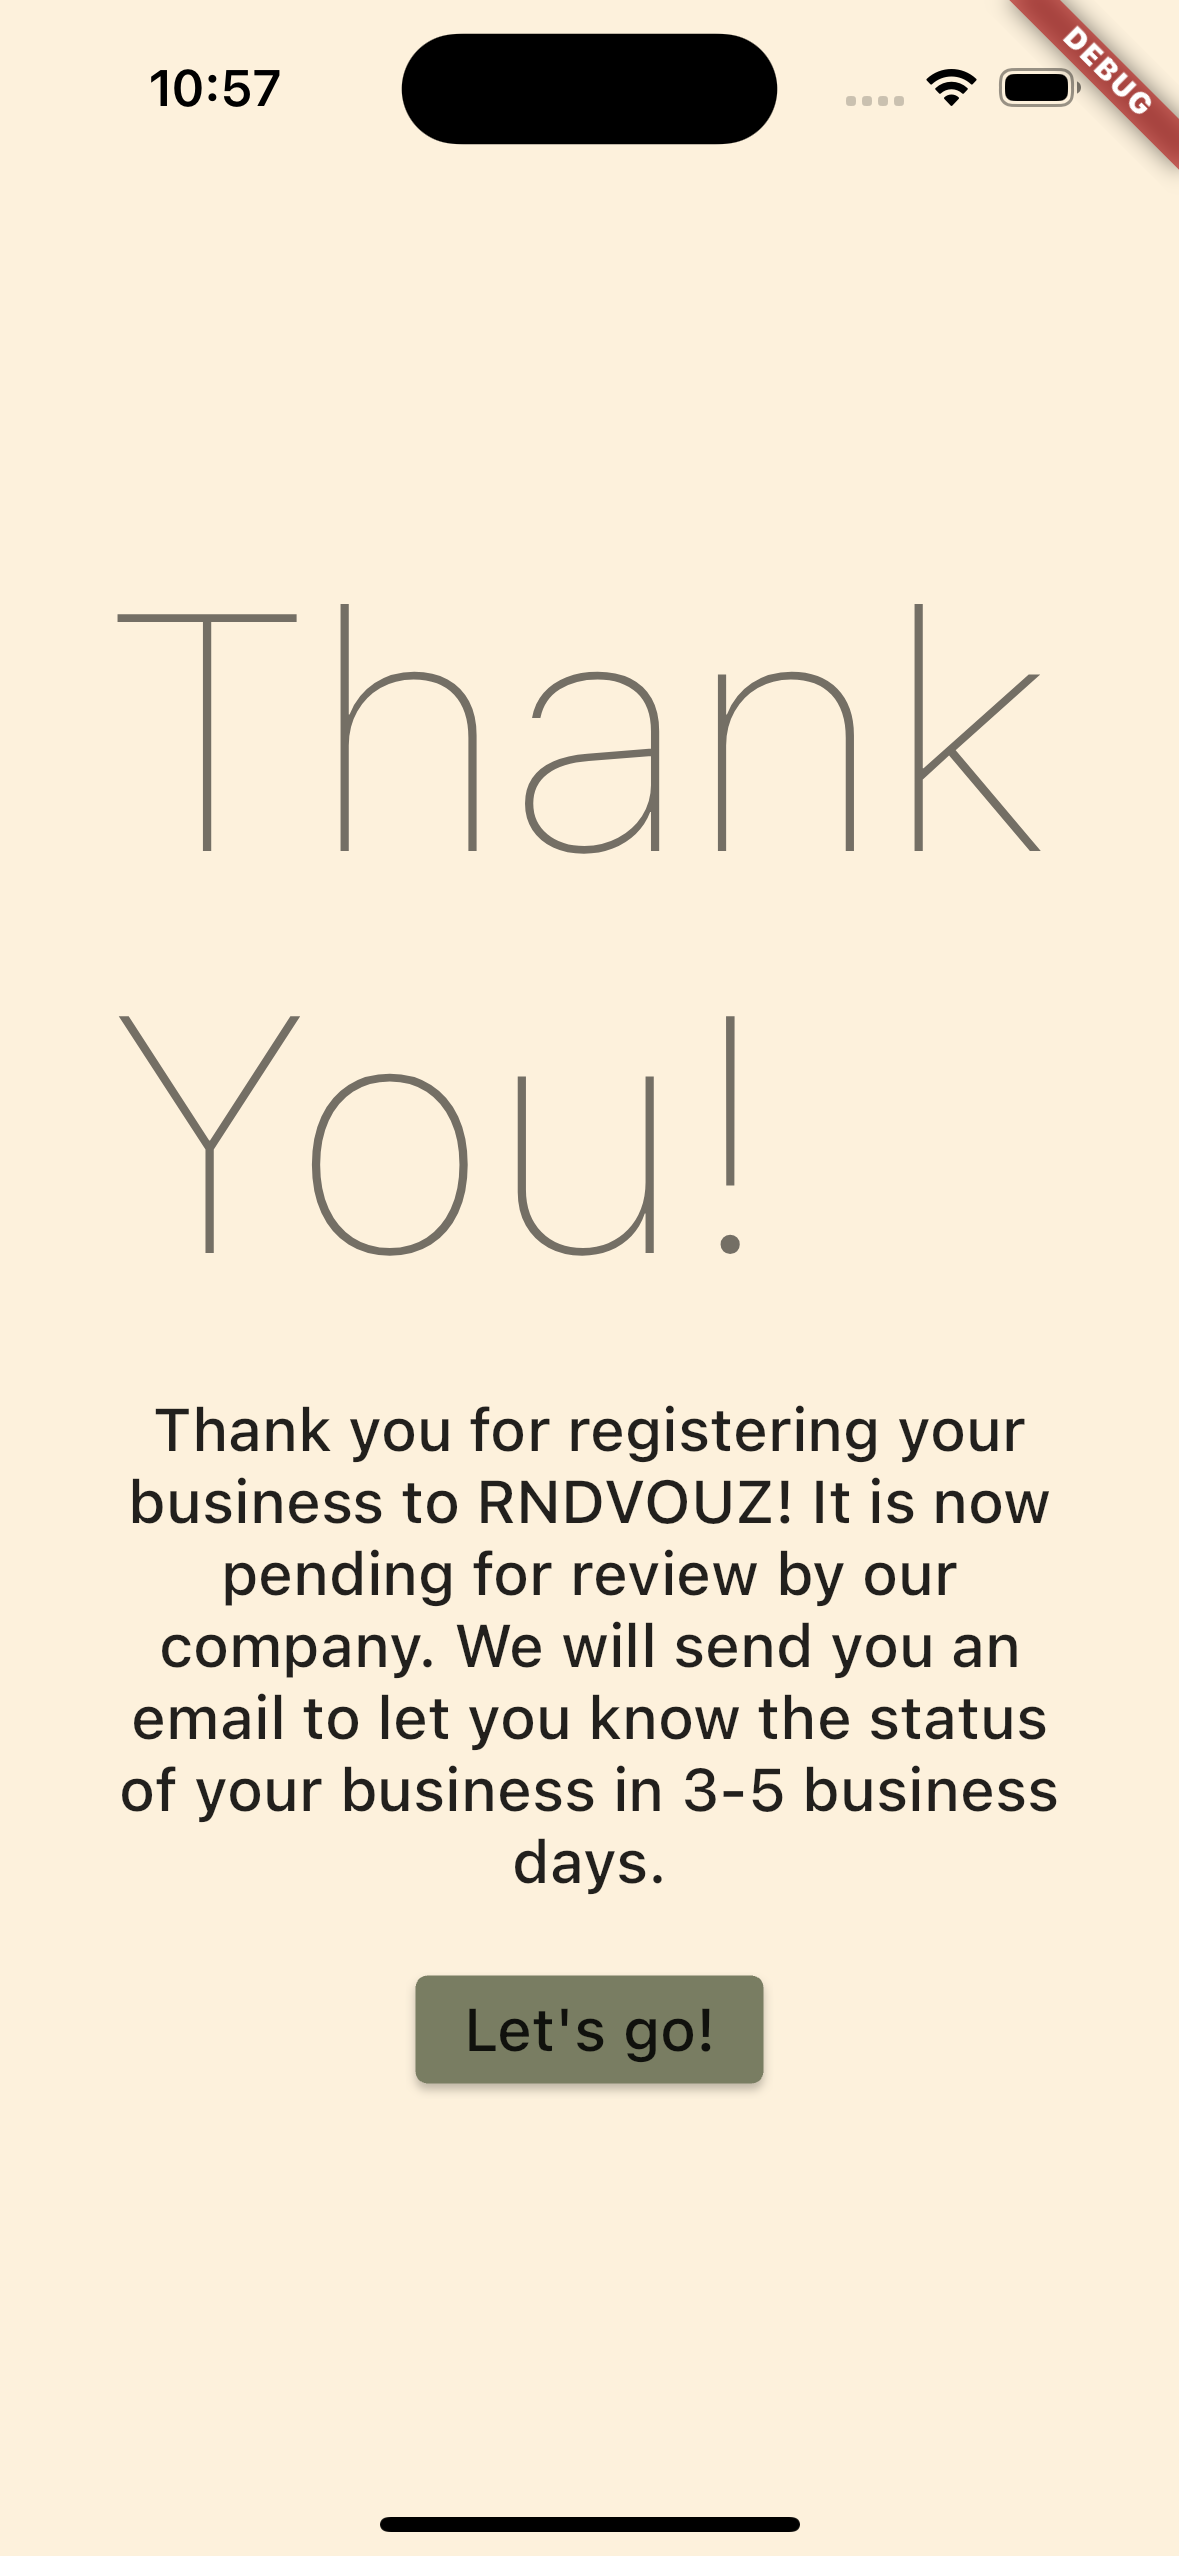 10:57
DEBUG
Thank
You!
Thank you for registering your
business to RNDVOUZ! It is now
pending for review by our
company. We will send you an
email to let you know the status
of your business in 3-5 business
days.
Let's go!